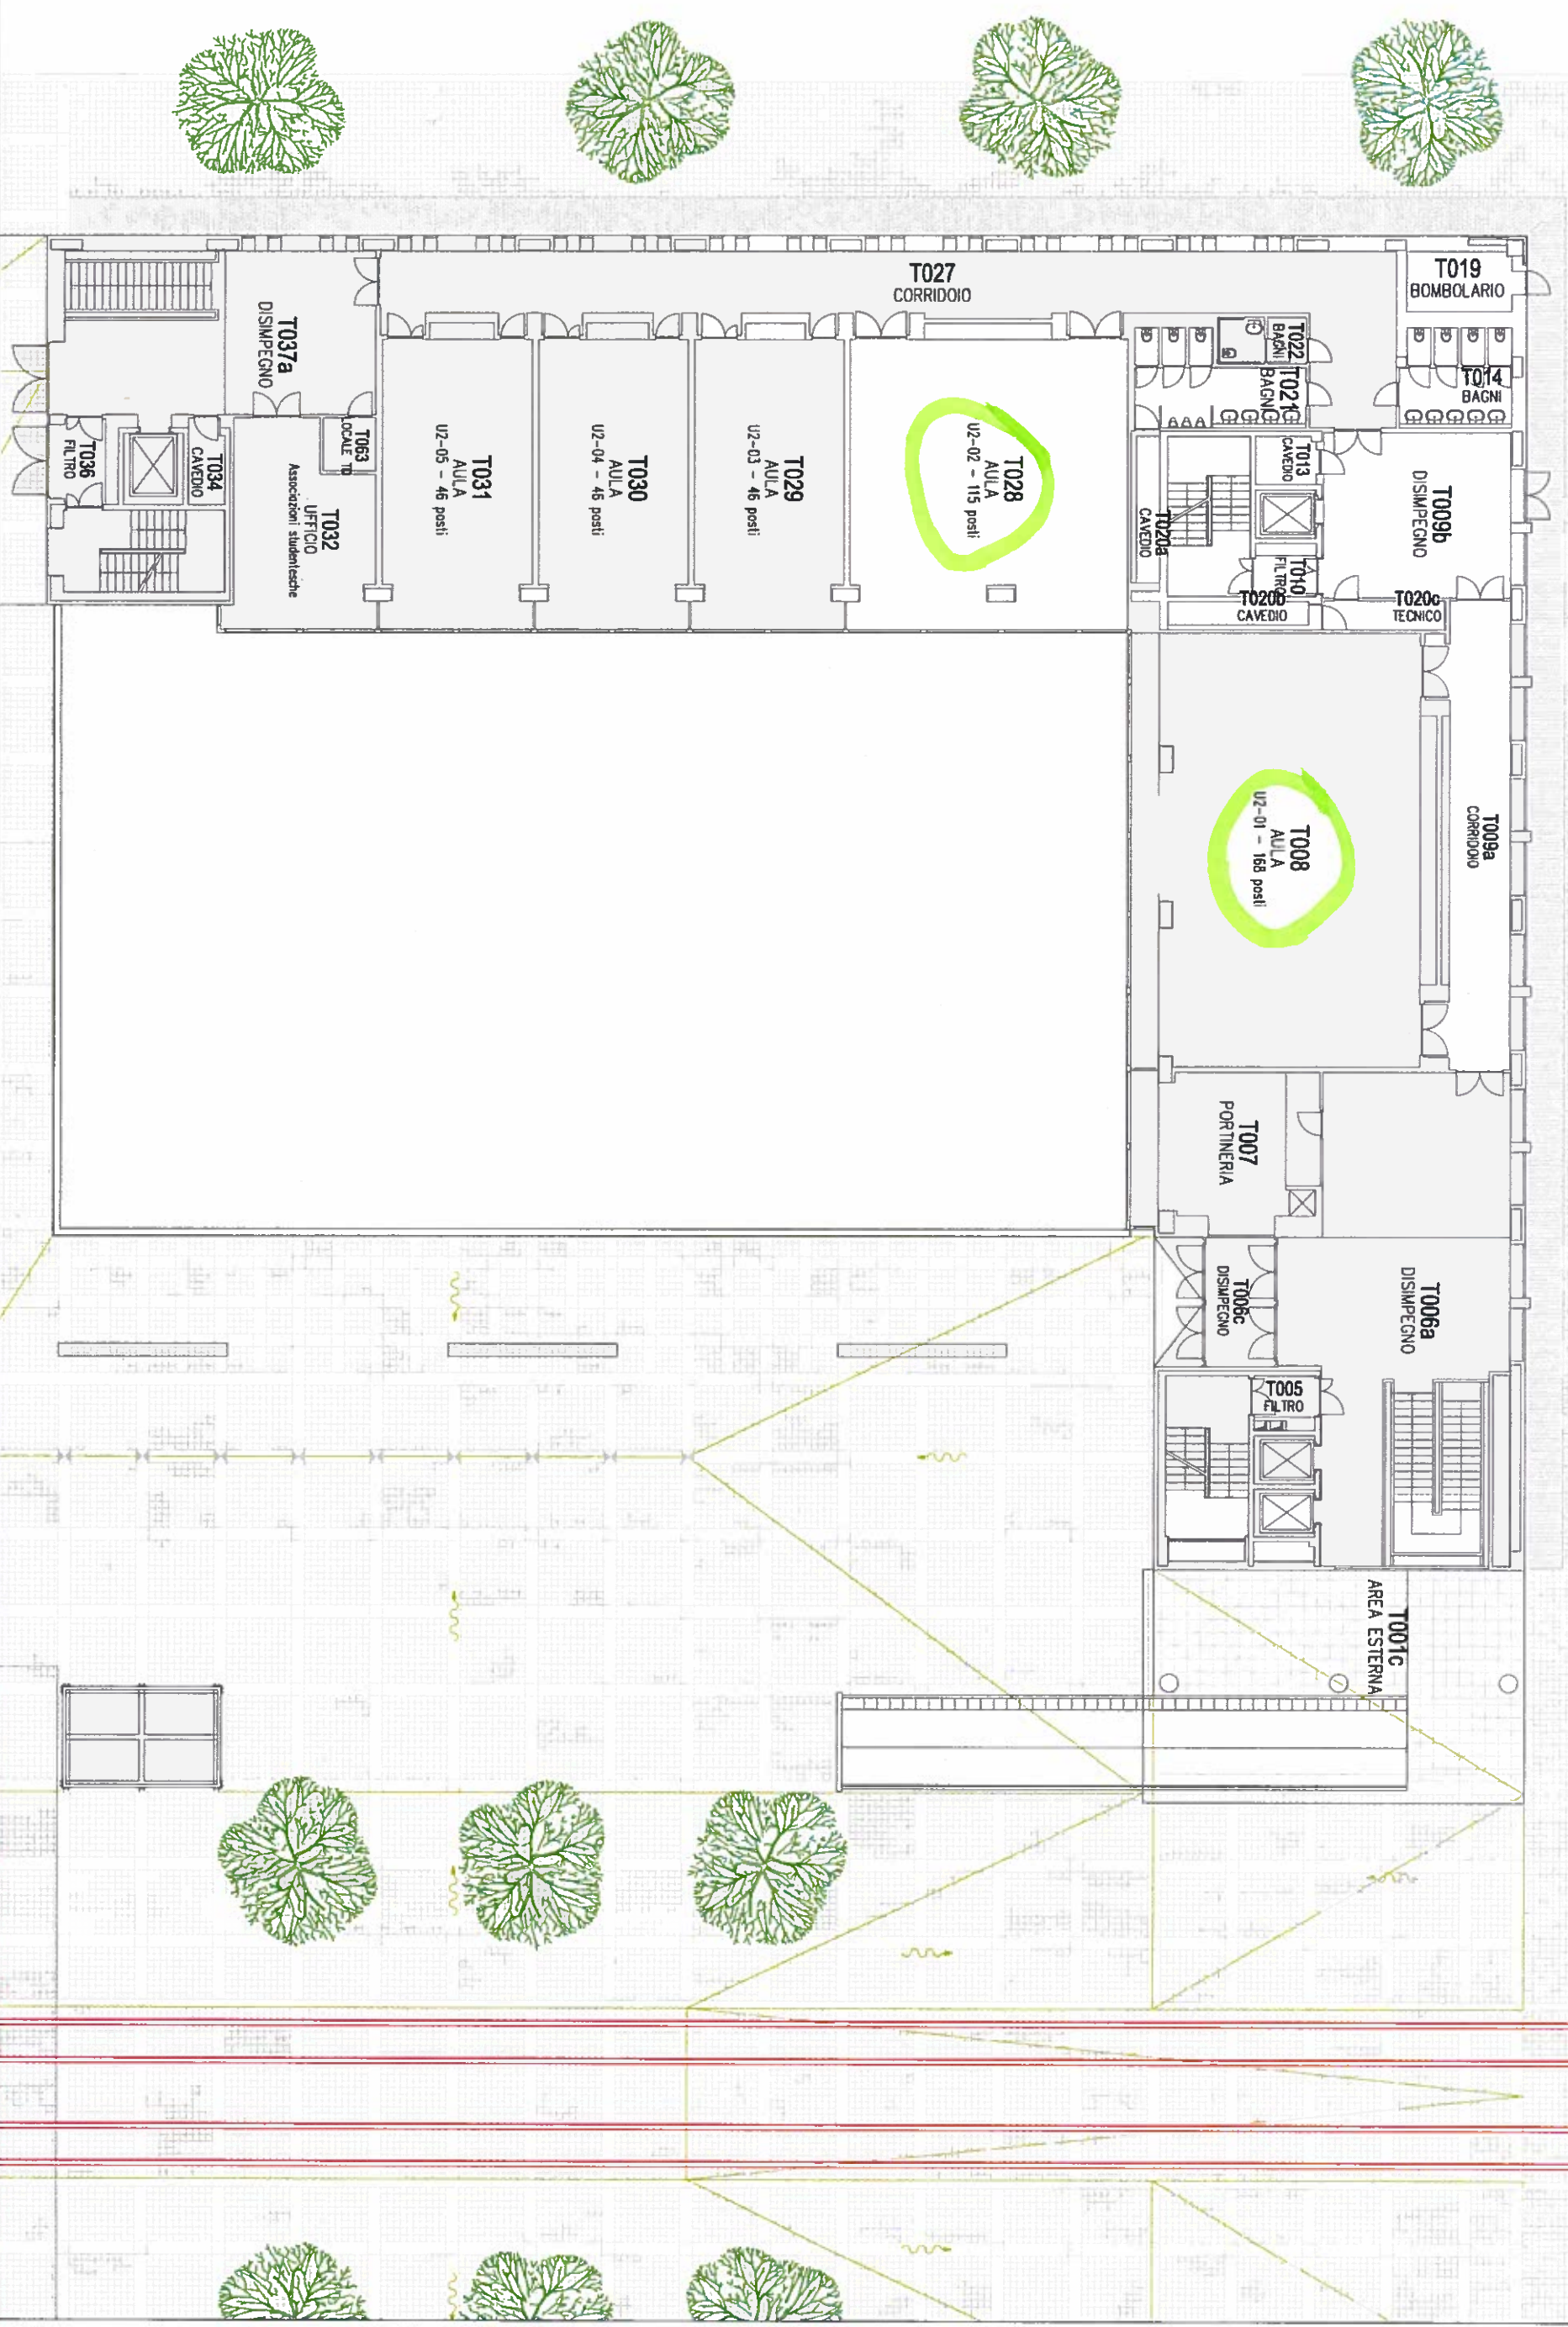 T027
CORRIDOIO
T019
BOMBOLARIO
T037a
DISIMPEGNO
T022
BAGNI
T021
BAGNI
T014
BAGNI
T036
FILTRO
T034
CAVEDIO
T063
LOCALE TD
T032
UFFICIO
Associazioni studentesche
T031
AULA
U2-05 - 46 posti
T030
AULA
U2-04 - 46 posti
T029
AULA
U2-03 - 46 posti
T028
AULA
U2-02 - 115 posti
T020a
CAVEDIO
T013
CAVEDIO
T009b
DISIMPEGNO
T010
FILTRO
T020b
CAVEDIO
T020c
TECNICO
T008
AULA
U2-01 - 168 posti
T009a
CORRIDOIO
T007
PORTINERIA
T006c
DISIMPEGNO
T006a
DISIMPEGNO
T005
FILTRO
T001c
AREA ESTERNA